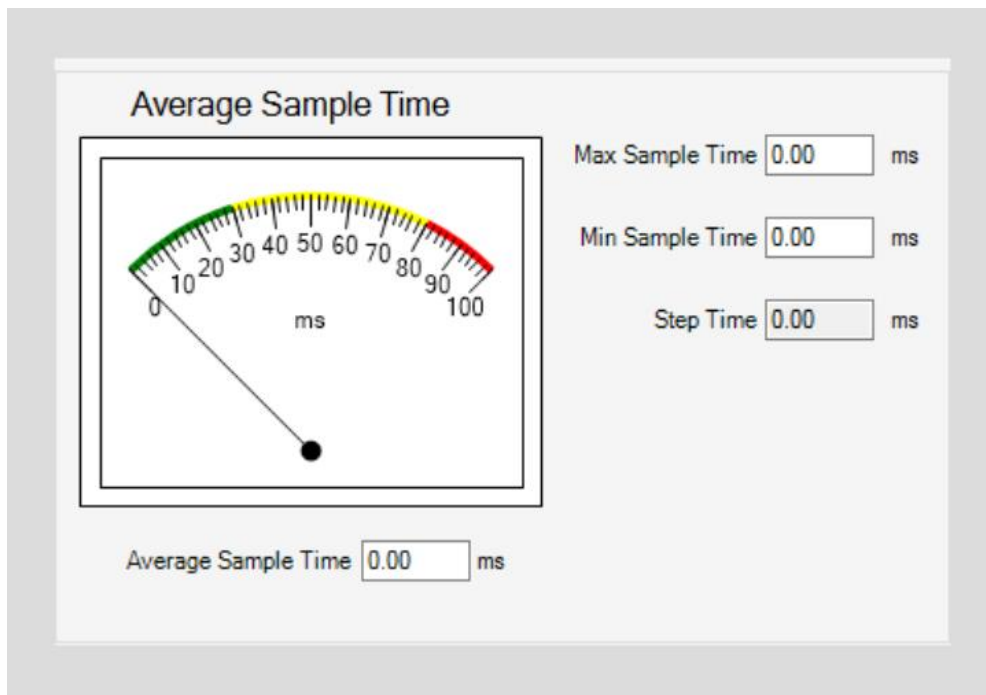 Average Sample Time
0 10 20 30 40 50 60 70 80 90 100
ms
Max Sample Time 0.00 ms
Min Sample Time 0.00 ms
Step Time 0.00 ms
Average Sample Time 0.00 ms